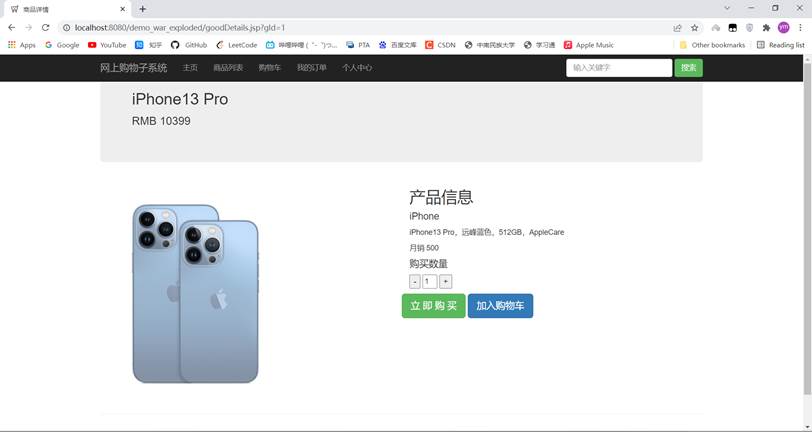 商品详情
localhost:8080/demo_war_exploded/goodDetails.jsp?gId=1
ym
Apps Google YouTube 知乎 GitHub LeetCode 哔哩哔哩 ( ゜- ゜)つ... PTA 百度文库 CSDN 中南民族大学 学习通 Apple Music Other bookmarks Reading list
网上购物子系统 主页 商品列表 购物车 我的订单 个人中心 输入关键字 搜索
iPhone13 Pro
RMB 10399
产品信息
iPhone
iPhone13 Pro，远峰蓝色，512GB，AppleCare
月销 500
购买数量
- 1 +
立 即 购 买 加入购物车